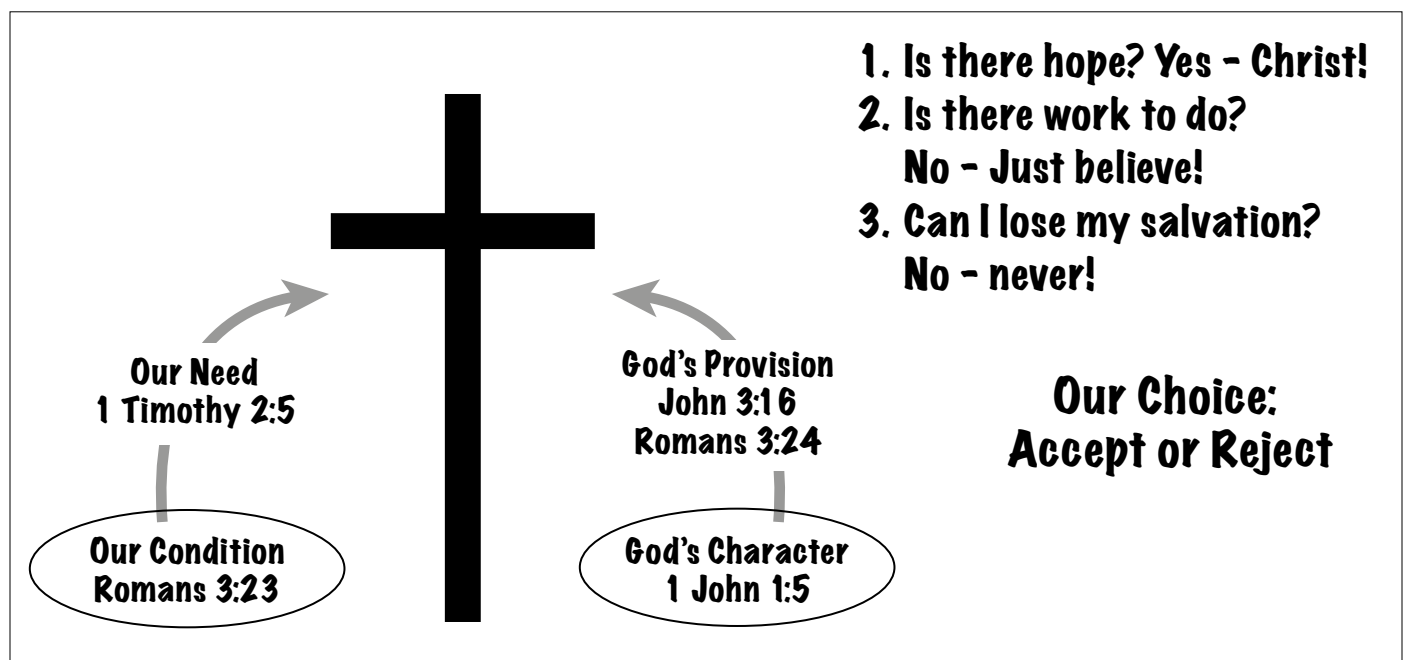 1. Is there hope? Yes – Christ!
2. Is there work to do?
No – Just believe!
3. Can I lose my salvation?
No – never!
Our Need
1 Timothy 2:5
God's Provision
John 3:16
Romans 3:24
Our Choice:
Accept or Reject
Our Condition
Romans 3:23
God's Character
1 John 1:5